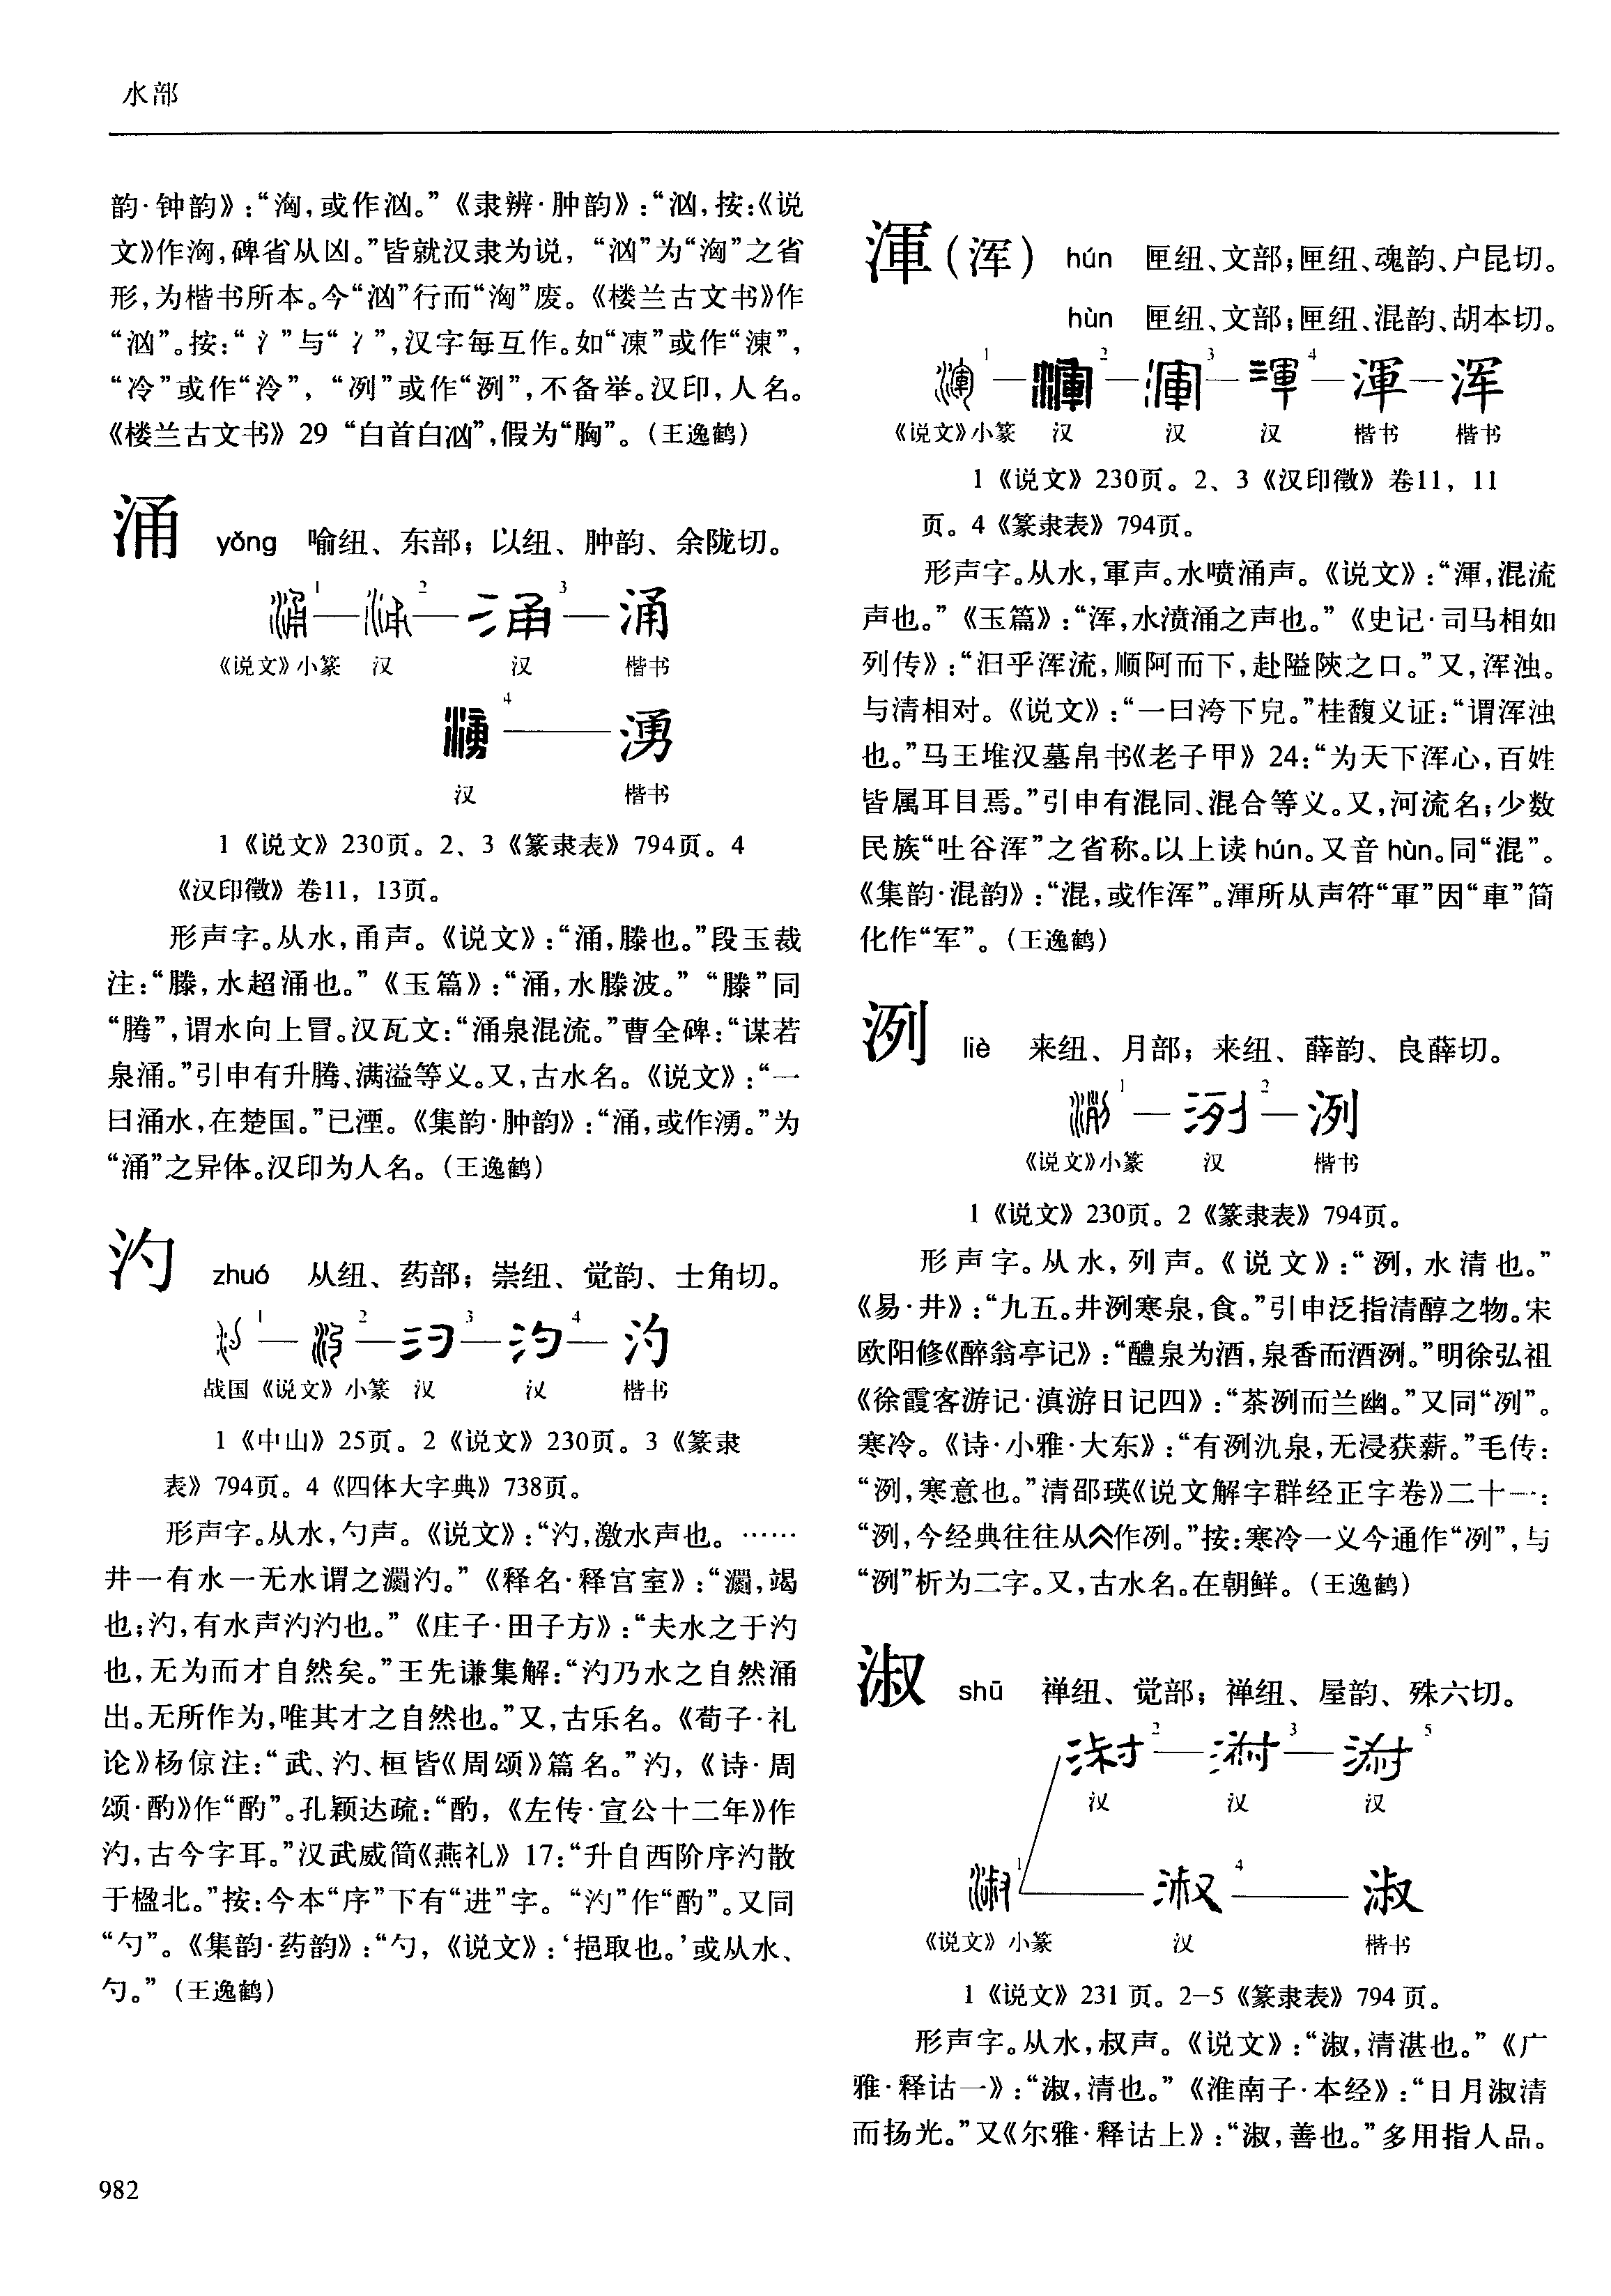 水部
韵·钟韵》：“洶，或作汹。”《隶辨·肿韵》：“汹，按：《说
文》作洶，碑省从凶。”皆就汉隶为说，“汹”为“洶”之省
形，为楷书所本。今“汹”行而“洶”废。《楼兰古文书》作
“汹”。按：“氵”与“冫”，汉字每互作。如“凍”或作“涷”，
“冷”或作“泠”，“冽”或作“洌”，不备举。汉印，人名。
《楼兰古文书》29“白首白汹”，假为“胸”。（王逸鹤）
涌 yǒng 喻纽、东部；以纽、肿韵、余陇切。
1 2 3 涌
《说文》小篆 汉 汉 楷书
4 湧
汉 楷书
1《说文》230页。2、3《篆隶表》794页。4
《汉印徵》卷11，13页。
形声字。从水，甬声。《说文》：“涌，滕也。”段玉裁
注：“滕，水超涌也。”《玉篇》：“涌，水滕波。”“滕”同
“腾”，谓水向上冒。汉瓦文：“涌泉混流。”曹全碑：“谋若
泉涌。”引申有升腾、满溢等义。又，古水名。《说文》：“一
曰涌水，在楚国。”已湮。《集韵·肿韵》：“涌，或作湧。”为
“涌”之异体。汉印为人名。（王逸鹤）
汋 zhuó 从纽、药部；崇纽、觉韵、士角切。
1 2 3 4 汋
战国《说文》小篆 汉 汉 楷书
1《中山》25页。2《说文》230页。3《篆隶
表》794页。4《四体大字典》738页。
形声字。从水，勺声。《说文》：“汋，激水声也。……
井一有水一无水谓之瀱汋。”《释名·释宫室》：“瀱，竭
也；汋，有水声汋汋也。”《庄子·田子方》：“夫水之于汋
也，无为而才自然矣。”王先谦集解：“汋乃水之自然涌
出。无所作为，唯其才之自然也。”又，古乐名。《荀子·礼
论》杨倞注：“武、汋、桓皆《周颂》篇名。”汋，《诗·周
颂·酌》作“酌”。孔颖达疏：“酌，《左传·宣公十二年》作
汋，古今字耳。”汉武威简《燕礼》17：“升自西阶序汋散
于楹北。”按：今本“序”下有“进”字。“汋”作“酌”。又同
“勺”。《集韵·药韵》：“勺，《说文》：‘挹取也。’或从水、
勺。”（王逸鹤）
982
渾（浑） hún 匣纽、文部；匣纽、魂韵、户昆切。
hùn 匣纽、文部；匣纽、混韵、胡本切。
1 2 3 4 渾 浑
《说文》小篆 汉 汉 汉 楷书 楷书
1《说文》230页。2、3《汉印徵》卷11，11
页。4《篆隶表》794页。
形声字。从水，軍声。水喷涌声。《说文》：“渾，混流
声也。”《玉篇》：“浑，水濆涌之声也。”《史记·司马相如
列传》：“汩乎浑流，顺阿而下，赴隘陜之口。”又，浑浊。
与清相对。《说文》：“一曰洿下皃。”桂馥义证：“谓浑浊
也。”马王堆汉墓帛书《老子甲》24：“为天下浑心，百姓
皆属耳目焉。”引申有混同、混合等义。又，河流名；少数
民族“吐谷浑”之省称。以上读hún。又音hùn。同“混”。
《集韵·混韵》：“混，或作浑”。渾所从声符“軍”因“車”简
化作“军”。（王逸鹤）
洌 liè 来纽、月部；来纽、薛韵、良薛切。
1 2 洌
《说文》小篆 汉 楷书
1《说文》230页。2《篆隶表》794页。
形声字。从水，列声。《说文》：“洌，水清也。”
《易·井》：“九五。井洌寒泉，食。”引申泛指清醇之物。宋
欧阳修《醉翁亭记》：“醴泉为酒，泉香而酒洌。”明徐弘祖
《徐霞客游记·滇游日记四》：“茶洌而兰幽。”又同“冽”。
寒冷。《诗·小雅·大东》：“有洌氿泉，无浸获薪。”毛传：
“洌，寒意也。”清邵瑛《说文解字群经正字卷》二十一：
“洌，今经典往往从仌作冽。”按：寒冷一义今通作“冽”，与
“洌”析为二字。又，古水名。在朝鲜。（王逸鹤）
淑 shū 禅纽、觉部；禅纽、屋韵、殊六切。
2 3 5
汉 汉 汉
1 4 淑
《说文》小篆 汉 楷书
1《说文》231页。2-5《篆隶表》794页。
形声字。从水，叔声。《说文》：“淑，清湛也。”《广
雅·释诂一》：“淑，清也。”《淮南子·本经》：“日月淑清
而扬光。”又《尔雅·释诂上》：“淑，善也。”多用指人品。